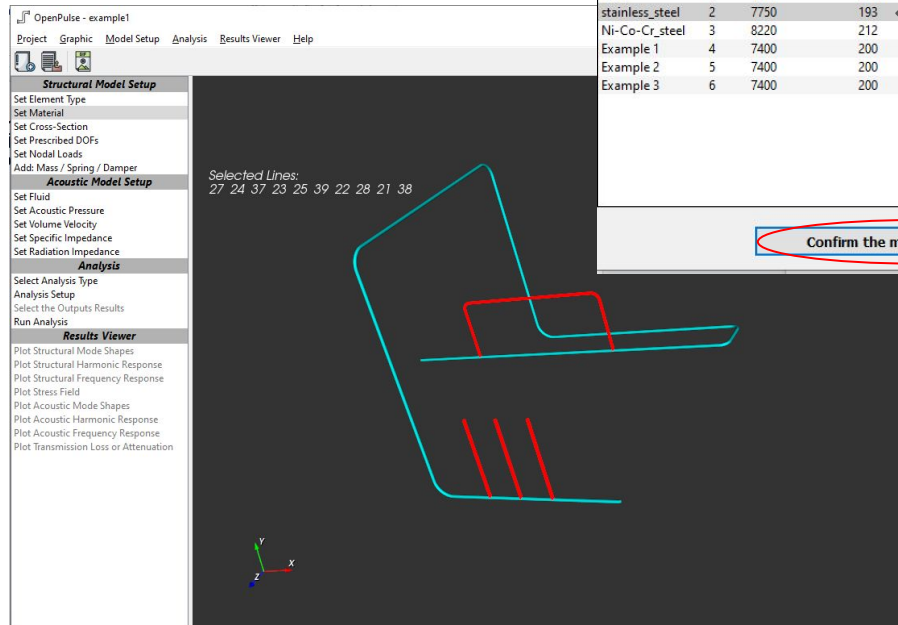 OpenPulse - example1
Project Graphic Model Setup Analysis Results Viewer Help
Structural Model Setup
Set Element Type
Set Material
Set Cross-Section
Set Prescribed DOFs
Set Nodal Loads
Add: Mass / Spring / Damper
Acoustic Model Setup
Set Fluid
Set Acoustic Pressure
Set Volume Velocity
Set Specific Impedance
Set Radiation Impedance
Analysis
Select Analysis Type
Analysis Setup
Select the Outputs Results
Run Analysis
Results Viewer
Plot Structural Mode Shapes
Plot Structural Harmonic Response
Plot Structural Frequency Response
Plot Stress Field
Plot Acoustic Mode Shapes
Plot Acoustic Harmonic Response
Plot Acoustic Frequency Response
Plot Transmission Loss or Attenuation
Selected Lines:
27 24 37 23 25 39 22 28 21 38
Y
X
Z
stainless_steel 2 7750 193
Ni-Co-Cr_steel 3 8220 212
Example 1 4 7400 200
Example 2 5 7400 200
Example 3 6 7400 200
Confirm the m